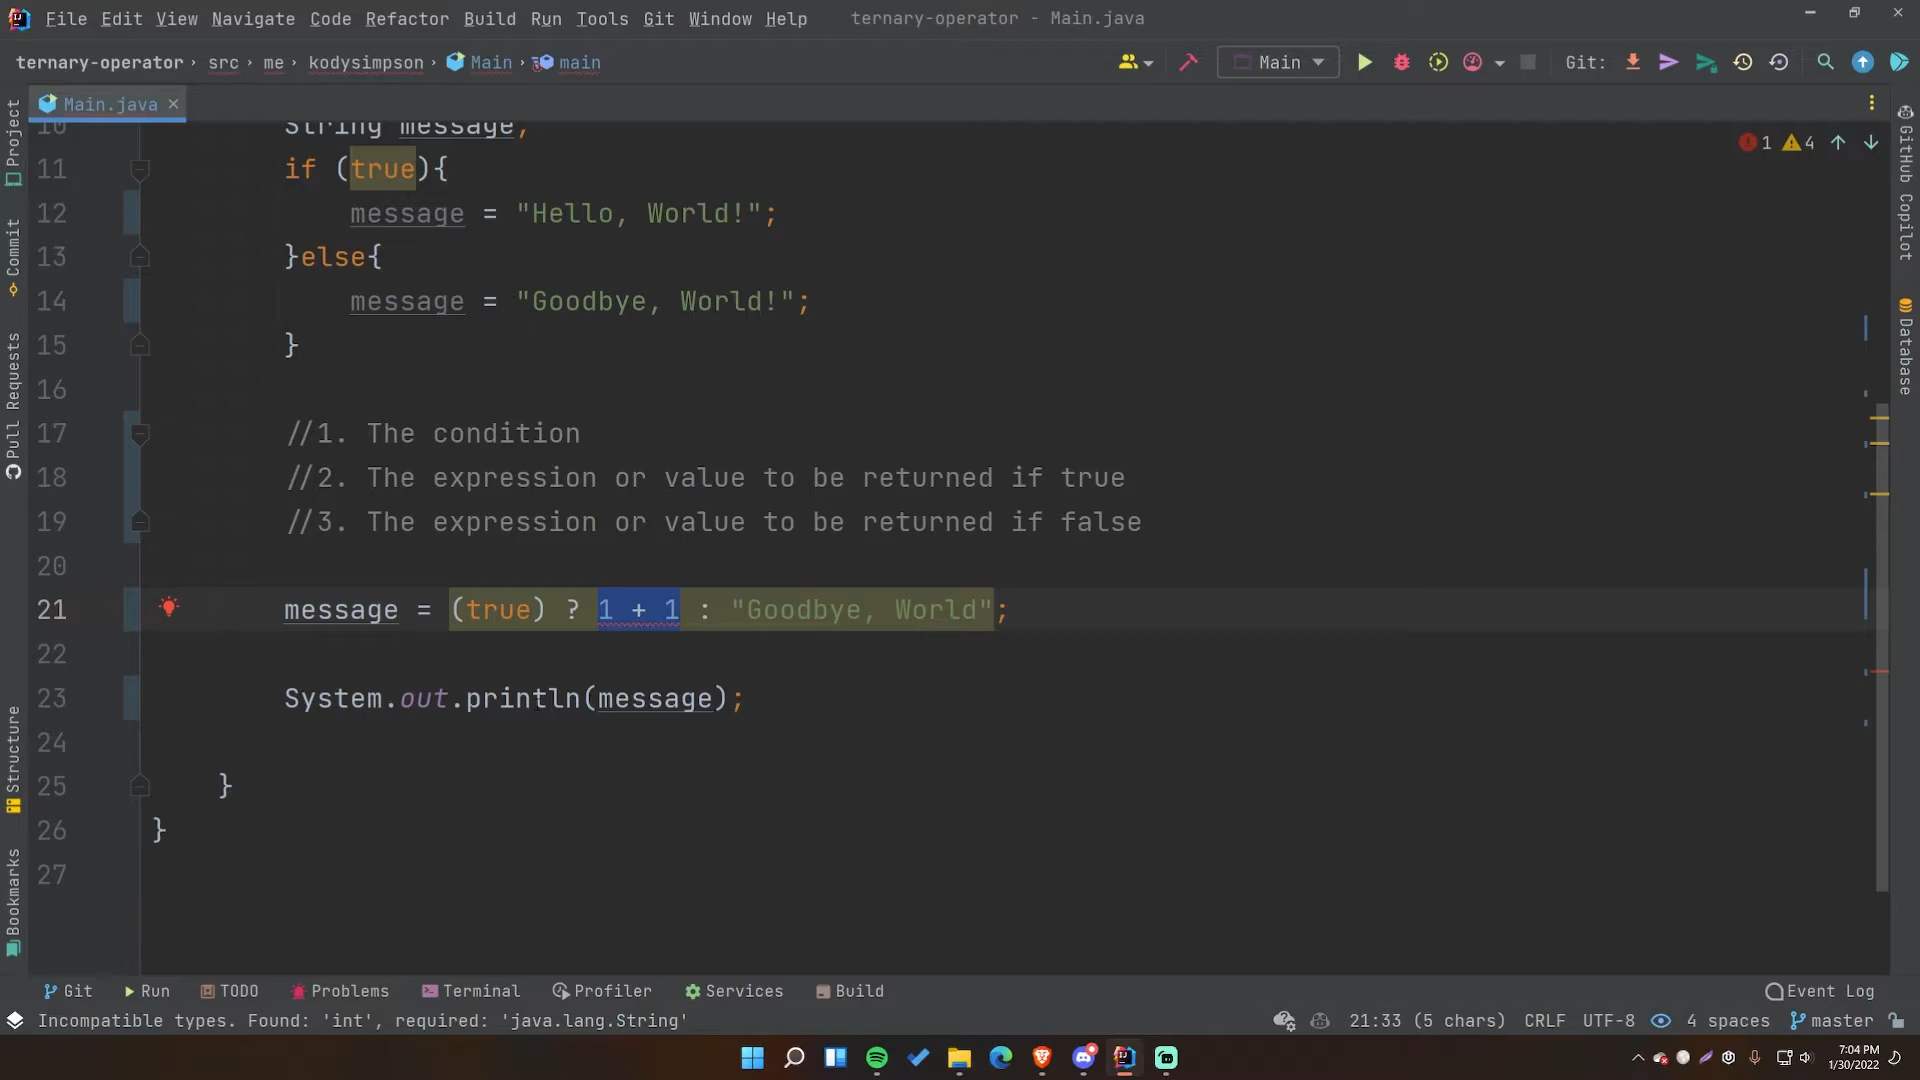 File Edit View Navigate Code Refactor Build Run Tools Git Window Help ternary-operator - Main.java
ternary-operator › src › me › kodysimpson › Main › main Main Git:
Main.java
Project
Commit
Pull Requests
Structure
Bookmarks
10 String message;
11 if (true){
12 message = "Hello, World!";
13 }else{
14 message = "Goodbye, World!";
15 }
16
17 //1. The condition
18 //2. The expression or value to be returned if true
19 //3. The expression or value to be returned if false
20
21 message = (true) ? 1 + 1 : "Goodbye, World";
22
23 System.out.println(message);
24
25 }
26 }
27
1 4
GitHub Copilot
Database
Git Run TODO Problems Terminal Profiler Services Build Event Log
Incompatible types. Found: 'int', required: 'java.lang.String' 21:33 (5 chars) CRLF UTF-8 4 spaces master
7:04 PM
1/30/2022